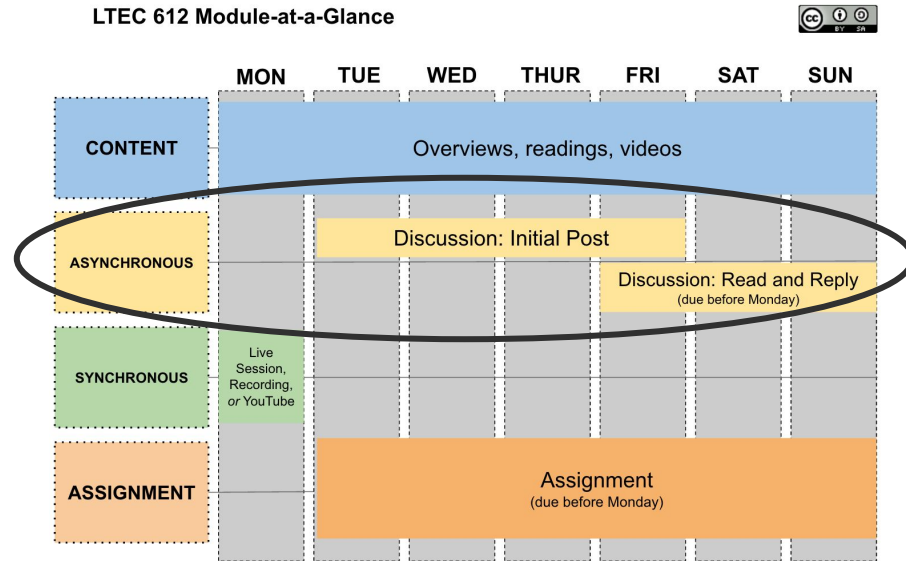 LTEC 612 Module-at-a-Glance
cc
BY SA
MON TUE WED THUR FRI SAT SUN
CONTENT
Overviews, readings, videos
ASYNCHRONOUS
Discussion: Initial Post
Discussion: Read and Reply
(due before Monday)
SYNCHRONOUS
Live
Session,
Recording,
or YouTube
ASSIGNMENT
Assignment
(due before Monday)